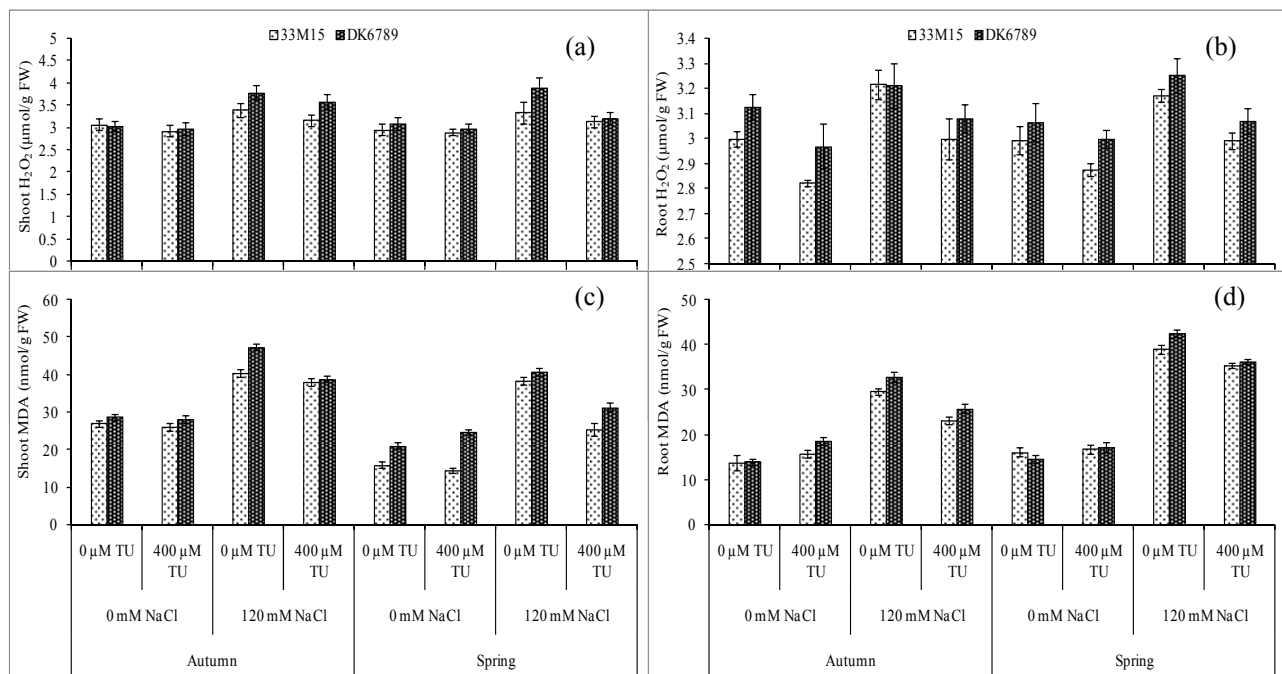 33M15 DK6789 (a)
Shoot H₂O₂ (µmol/g FW)
5
4.5
4
3.5
3
2.5
2
1.5
1
0.5
0
33M15 DK6789 (b)
Root H₂O₂ (µmol/g FW)
3.4
3.3
3.2
3.1
3
2.9
2.8
2.7
2.6
2.5
(c)
Shoot MDA (nmol/g FW)
60
50
40
30
20
10
0
0 µM TU 400 µM TU 0 µM TU 400 µM TU 0 µM TU 400 µM TU 0 µM TU 400 µM TU
0 mM NaCl 120 mM NaCl 0 mM NaCl 120 mM NaCl
Autumn Spring
(d)
Root MDA (nmol/g FW)
50
40
30
20
10
0
0 µM TU 400 µM TU 0 µM TU 400 µM TU 0 µM TU 400 µM TU 0 µM TU 400 µM TU
0 mM NaCl 120 mM NaCl 0 mM NaCl 120 mM NaCl
Autumn Spring